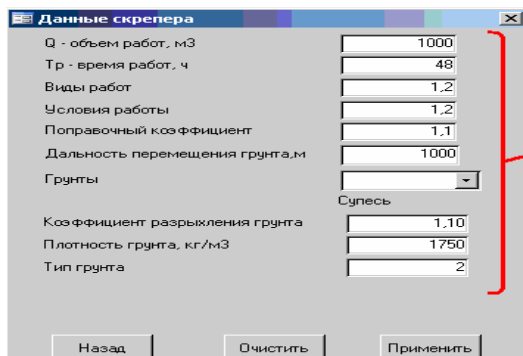 Данные скрепера
Q - объем работ, м3 1000
Тр - время работ, ч 48
Виды работ 1,2
Условия работы 1,2
Поправочный коэффициент 1,1
Дальность перемещения грунта,м 1000
Грунты
Супесь
Коэффициент разрыхления грунта 1,10
Плотность грунта, кг/м3 1750
Тип грунта 2
Назад Очистить Применить